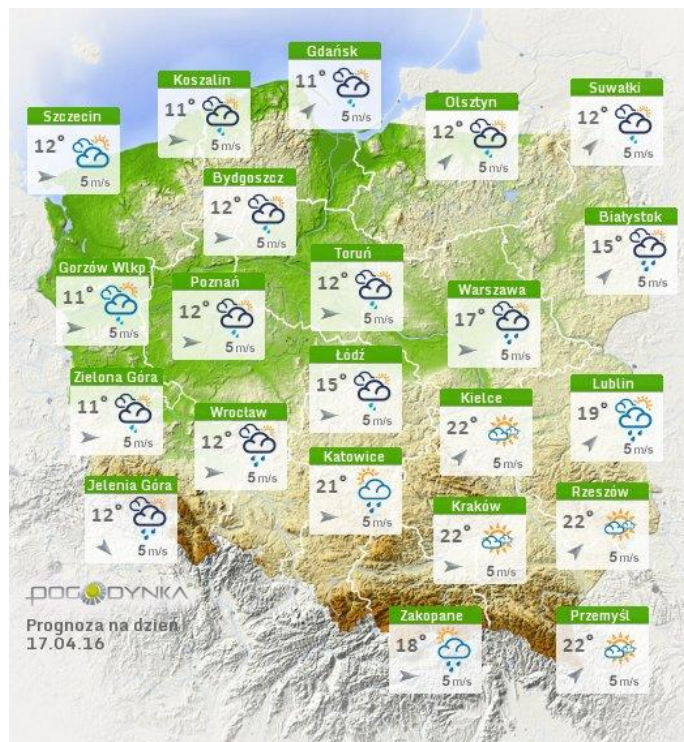 Gdańsk
11°
5 m/s
Koszalin
11°
5 m/s
Szczecin
12°
5 m/s
Olsztyn
12°
5 m/s
Suwałki
12°
5 m/s
Bydgoszcz
12°
5 m/s
Białystok
15°
5 m/s
Toruń
12°
5 m/s
Gorzów Wlkp
11°
5 m/s
Poznań
12°
5 m/s
Warszawa
17°
5 m/s
Łódź
15°
5 m/s
Zielona Góra
11°
5 m/s
Lublin
19°
5 m/s
Kielce
22°
5 m/s
Wrocław
12°
5 m/s
Katowice
21°
5 m/s
Jelenia Góra
12°
5 m/s
Rzeszów
22°
5 m/s
Kraków
22°
5 m/s
POGODYNKA
Prognoza na dzień
17.04.16
Zakopane
18°
5 m/s
Przemyśl
22°
5 m/s